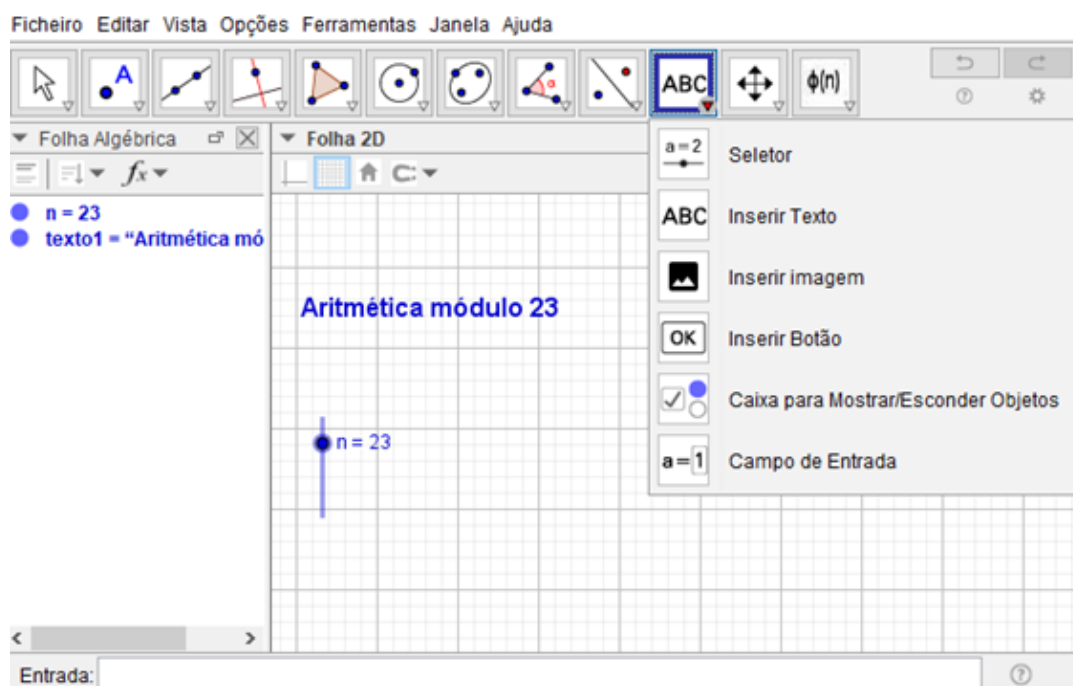 Ficheiro Editar Vista Opções Ferramentas Janela Ajuda
A
α
ABC
ϕ(n)
Folha Algébrica
Folha 2D
a=2
Seletor
fx
n = 23
ABC
Inserir Texto
texto1 = “Aritmética mó
Inserir imagem
Aritmética módulo 23
OK
Inserir Botão
Caixa para Mostrar/Esconder Objetos
n = 23
a=1
Campo de Entrada
Entrada: